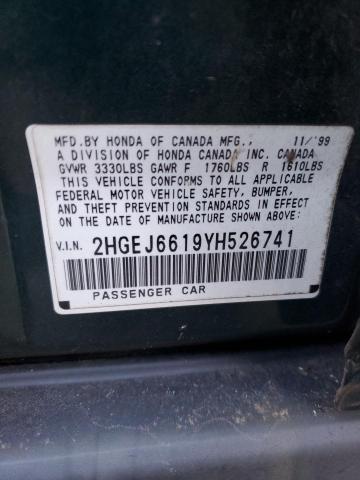 MFD.BY HONDA OF CANADA MFG., 11/'99
A DIVISION OF HONDA CANADA INC. CANADA
GVWR 3330LBS GAWR F 1760LBS R 1610LBS
THIS VEHICLE CONFORMS TO ALL APPLICABLE
FEDERAL MOTOR VEHICLE SAFETY, BUMPER,
AND THEFT PREVENTION STANDARDS IN EFFECT
ON THE DATE OF MANUFACTURE SHOWN ABOVE:
V.I.N. 2HGEJ6619YH526741
PASSENGER CAR